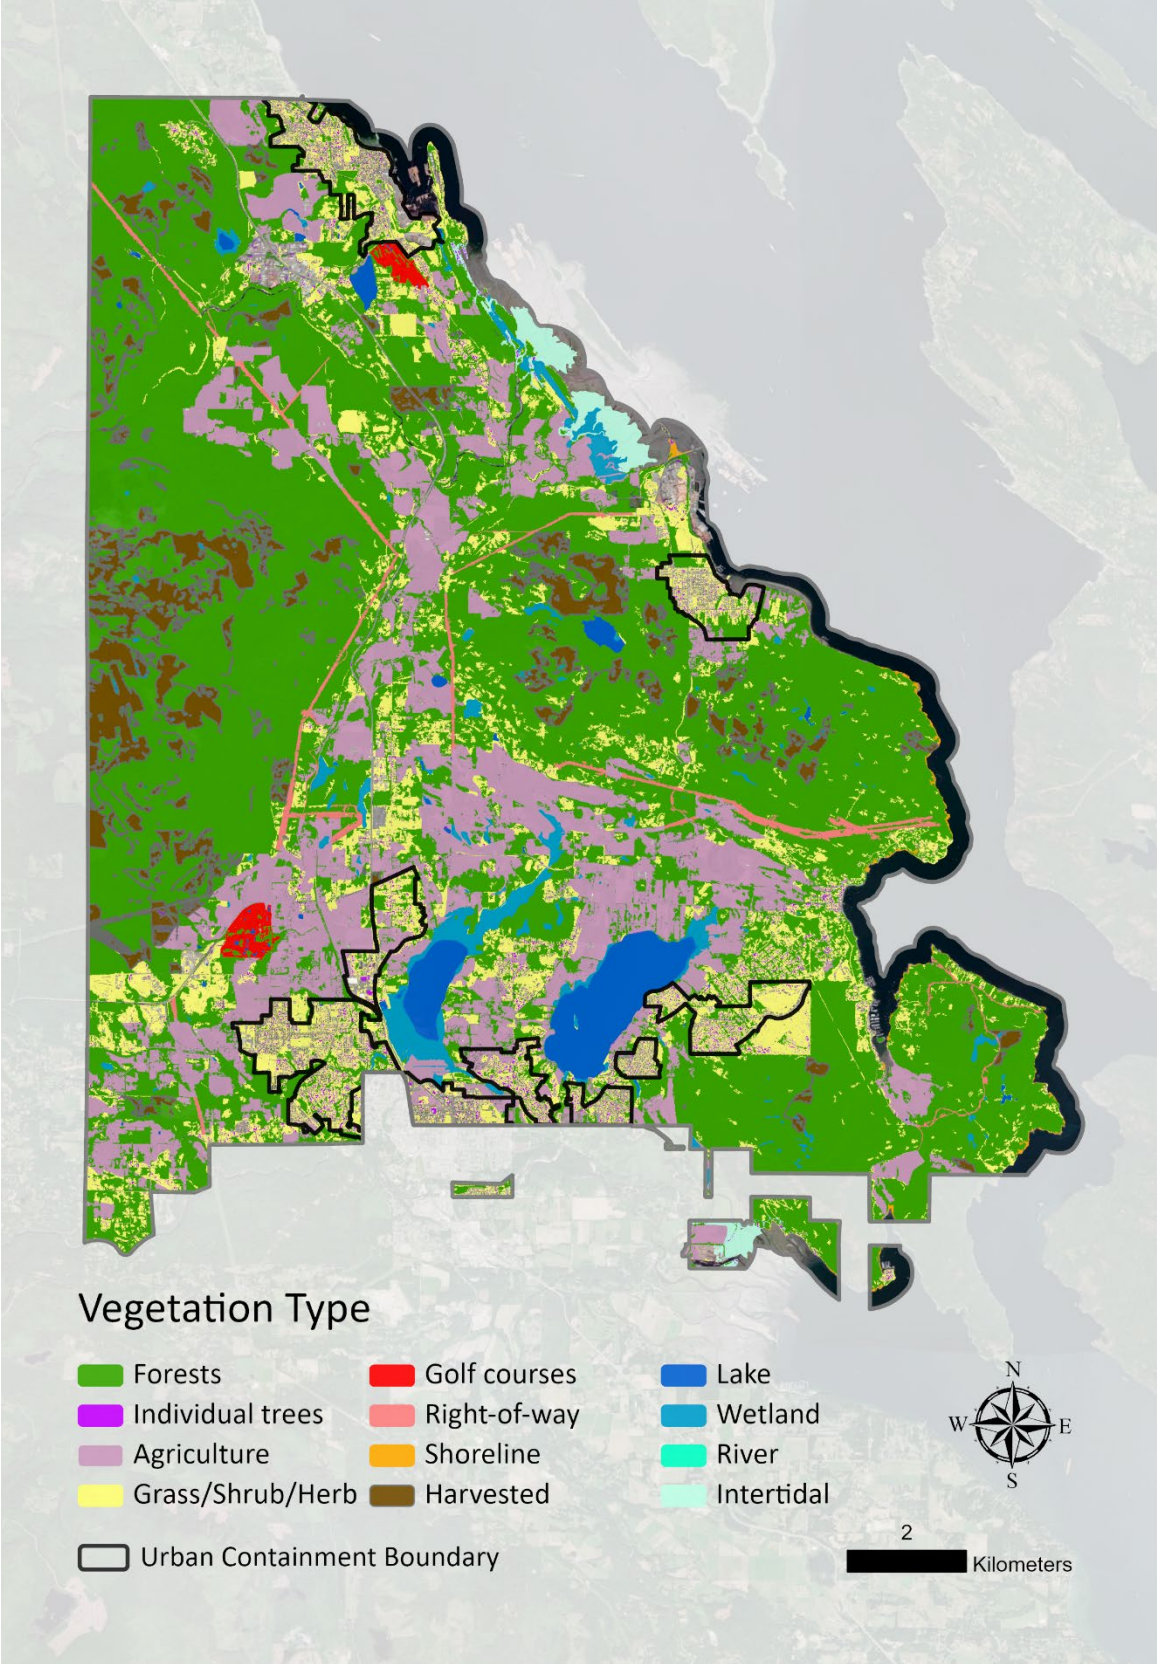 Vegetation Type
Forests
Individual trees
Agriculture
Grass/Shrub/Herb
Golf courses
Right-of-way
Shoreline
Harvested
Lake
Wetland
River
Intertidal
Urban Containment Boundary
N
W E
S
2
Kilometers